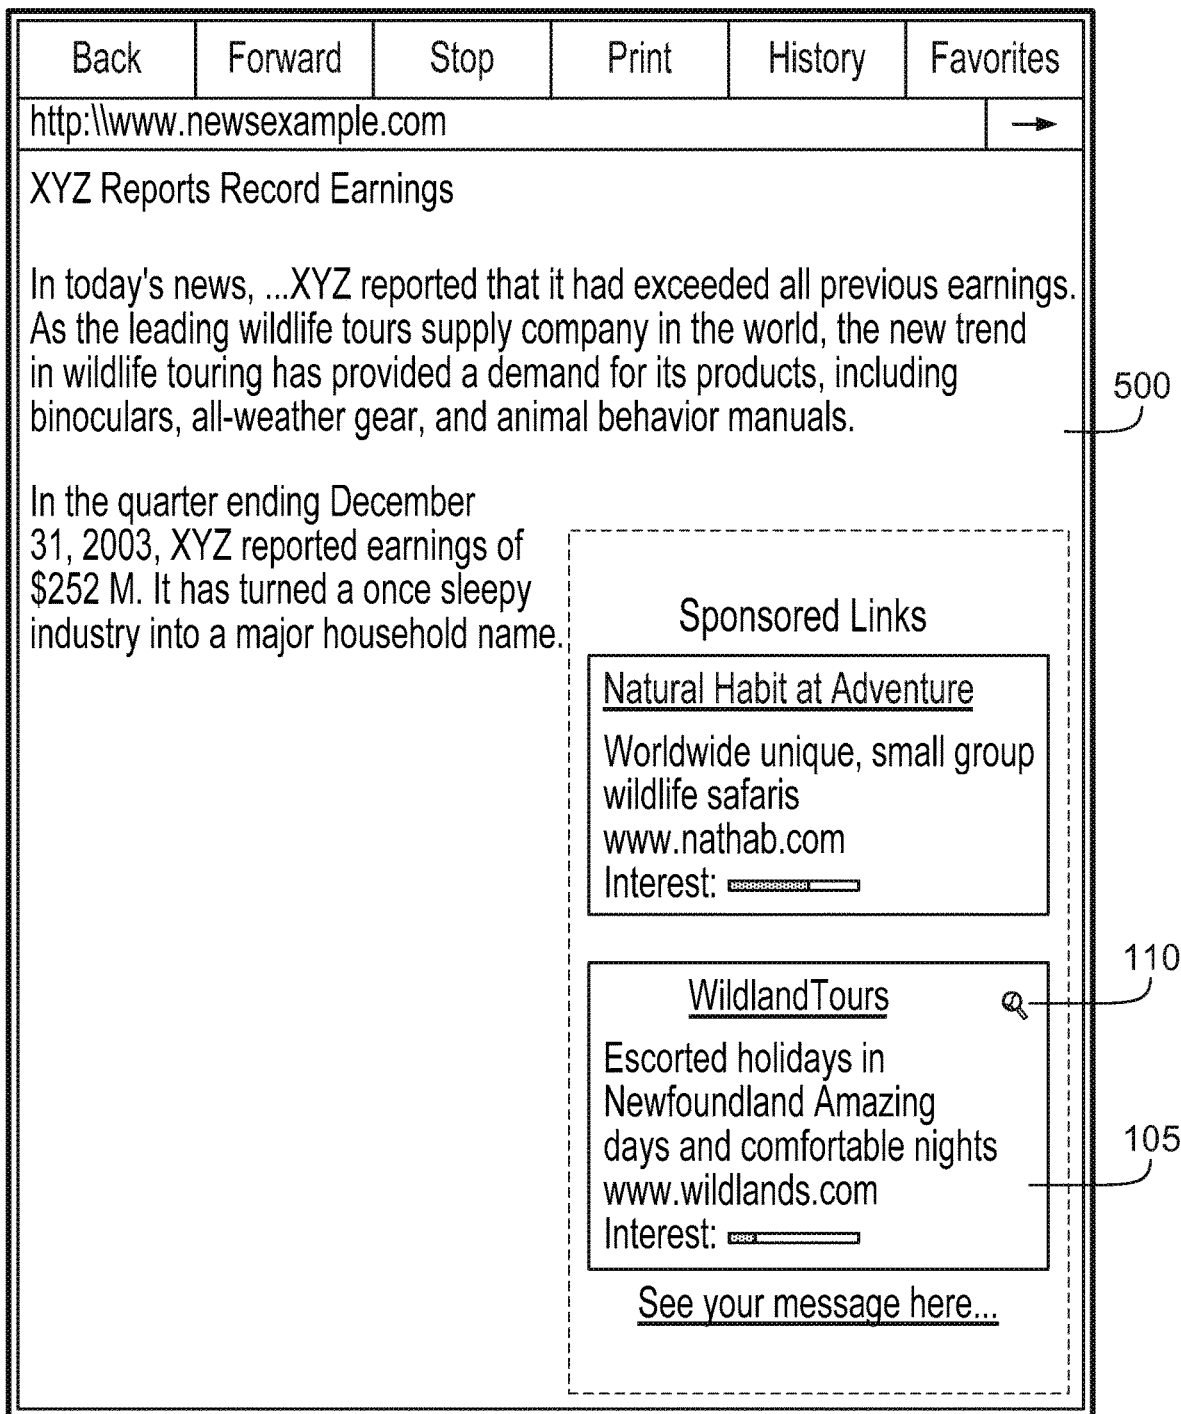 Back Forward Stop Print History Favorites
http:\\www.newsexample.com
XYZ Reports Record Earnings
In today's news, ...XYZ reported that it had exceeded all previous earnings.
As the leading wildlife tours supply company in the world, the new trend
in wildlife touring has provided a demand for its products, including
binoculars, all-weather gear, and animal behavior manuals.
500
In the quarter ending December
31, 2003, XYZ reported earnings of
$252 M. It has turned a once sleepy
industry into a major household name.
Sponsored Links
Natural Habit at Adventure
Worldwide unique, small group
wildlife safaris
www.nathab.com
Interest:
110
WildlandTours
Escorted holidays in
Newfoundland Amazing
days and comfortable nights
www.wildlands.com
Interest:
105
See your message here...